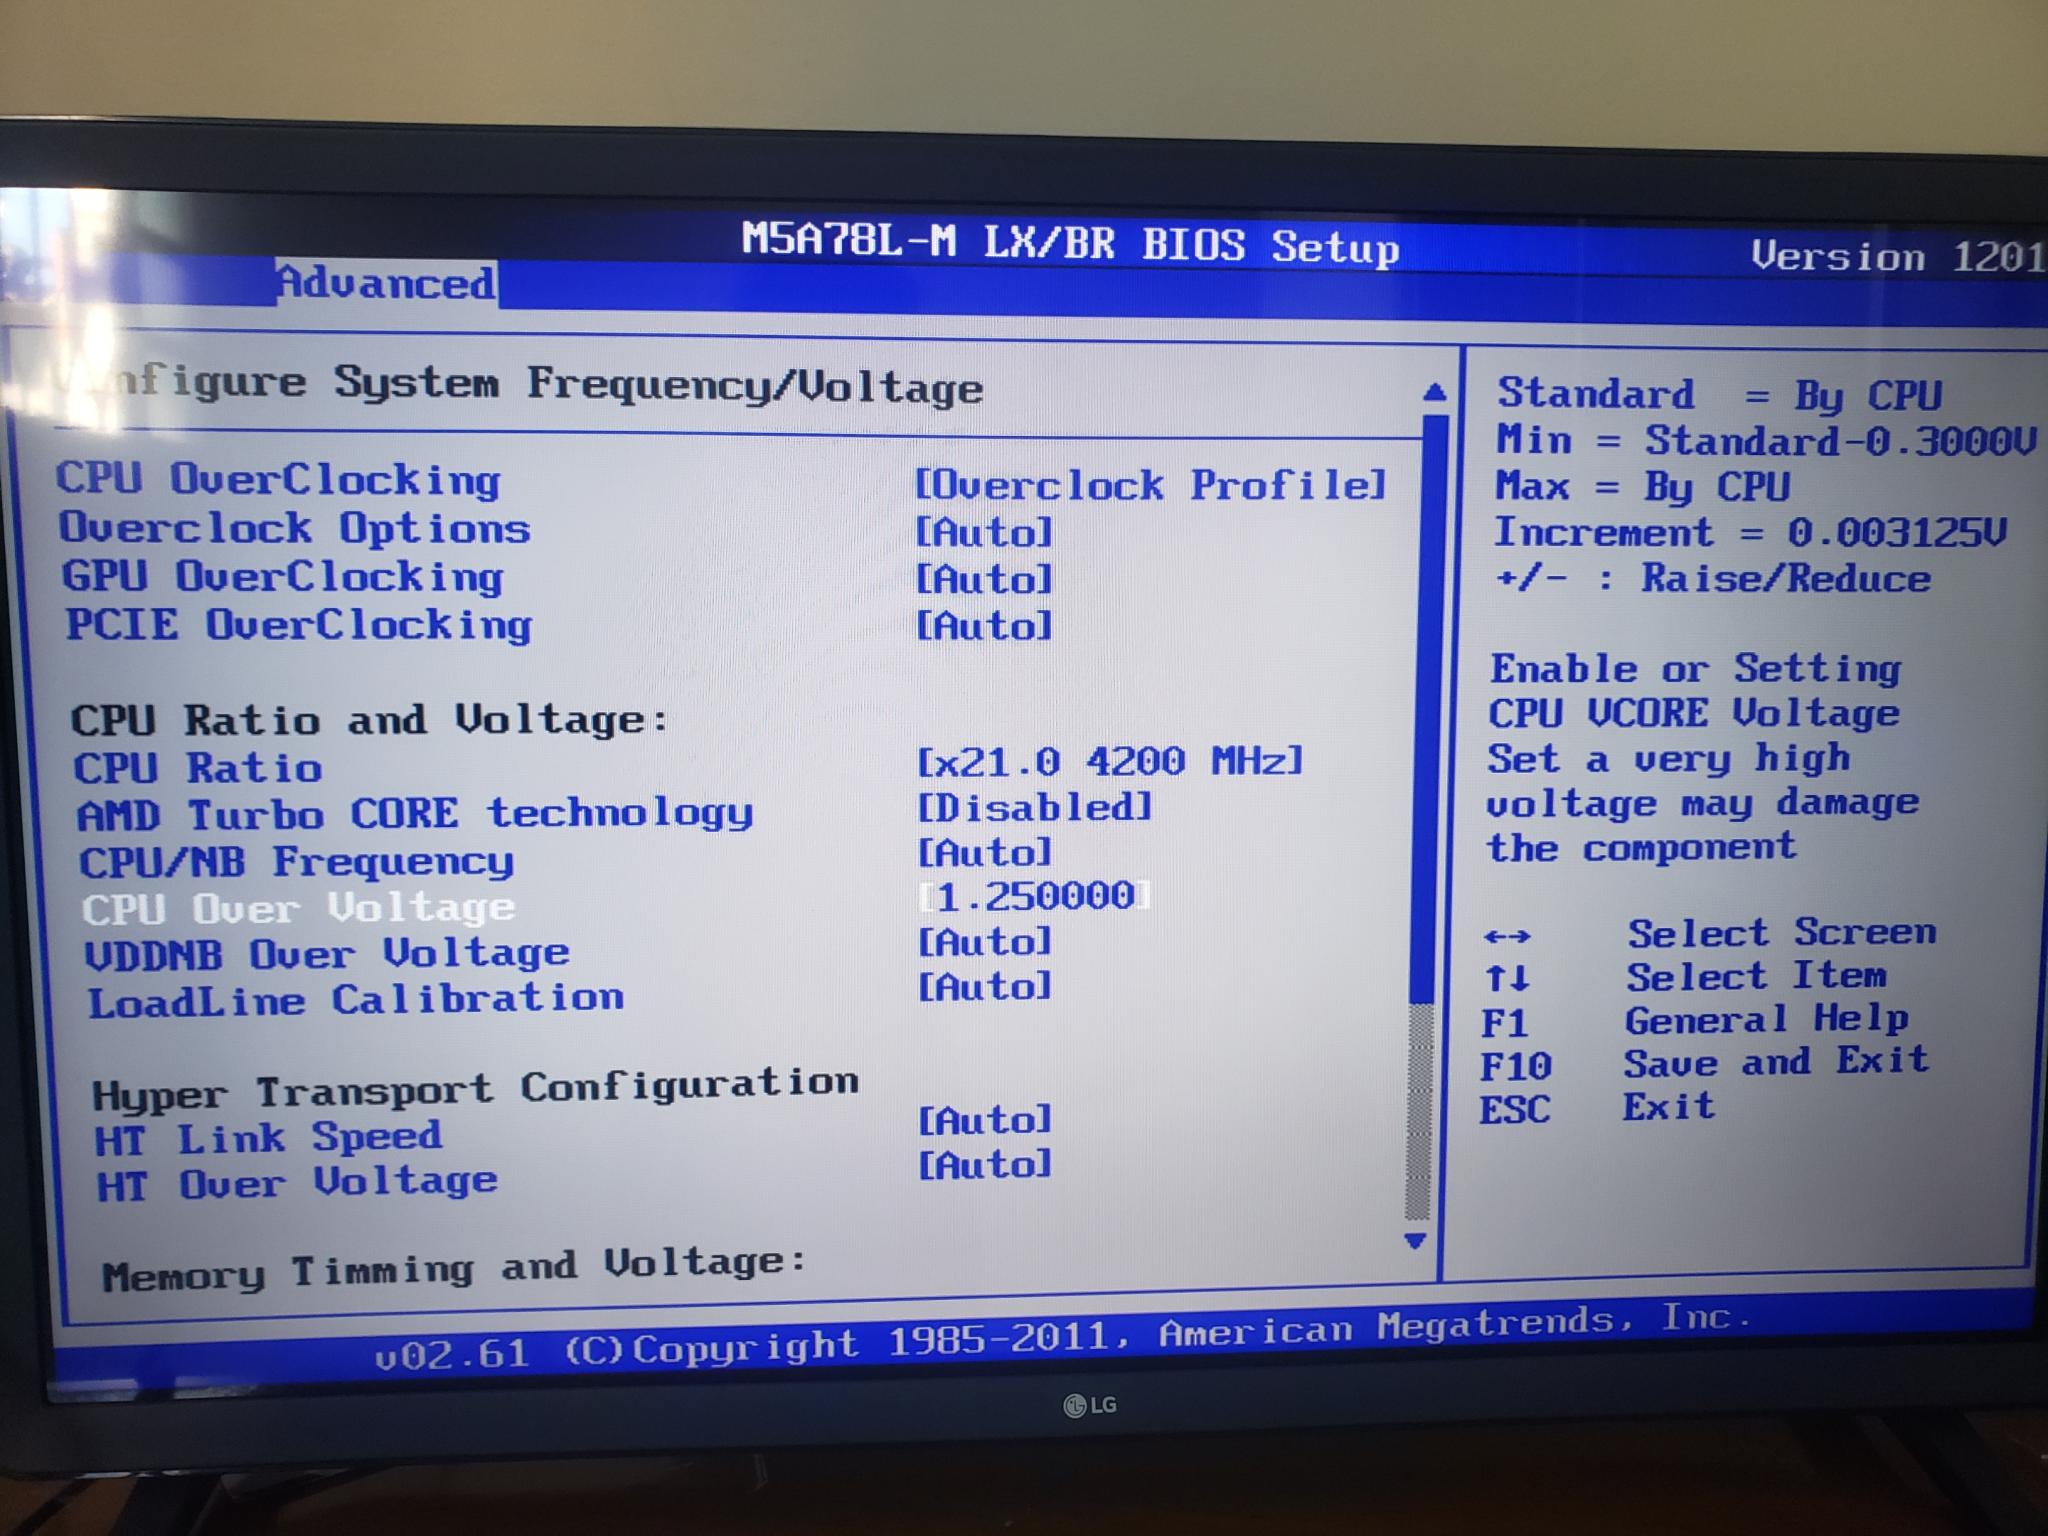 M5A78L-M LX/BR BIOS Setup Version 1201
Advanced
nfigure System Frequency/Voltage
CPU OverClocking [Overclock Profile]
Overclock Options [Auto]
GPU OverClocking [Auto]
PCIE OverClocking [Auto]
CPU Ratio and Voltage:
CPU Ratio [x21.0 4200 MHz]
AMD Turbo CORE technology [Disabled]
CPU/NB Frequency [Auto]
CPU Over Voltage [1.250000]
VDDNB Over Voltage [Auto]
LoadLine Calibration [Auto]
Hyper Transport Configuration
HT Link Speed [Auto]
HT Over Voltage [Auto]
Memory Timming and Voltage:
Standard = By CPU
Min = Standard-0.3000V
Max = By CPU
Increment = 0.003125V
+/- : Raise/Reduce
Enable or Setting
CPU VCORE Voltage
Set a very high
voltage may damage
the component
←→ Select Screen
↑↓ Select Item
F1 General Help
F10 Save and Exit
ESC Exit
v02.61 (C)Copyright 1985-2011, American Megatrends, Inc.
LG